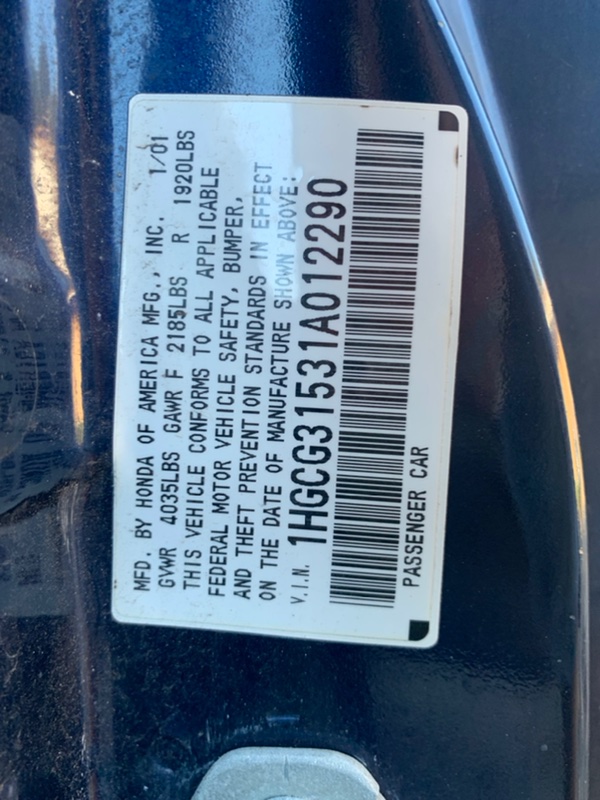 MFD. BY HONDA OF AMERICA MFG., INC. 1/01
GVWR 4035LBS GAWR F 2185LBS R 1920LBS
THIS VEHICLE CONFORMS TO ALL APPLICABLE
FEDERAL MOTOR VEHICLE SAFETY, BUMPER,
AND THEFT PREVENTION STANDARDS IN EFFECT
ON THE DATE OF MANUFACTURE SHOWN ABOVE:
V.I.N. 1HGCG31531A012290
PASSENGER CAR